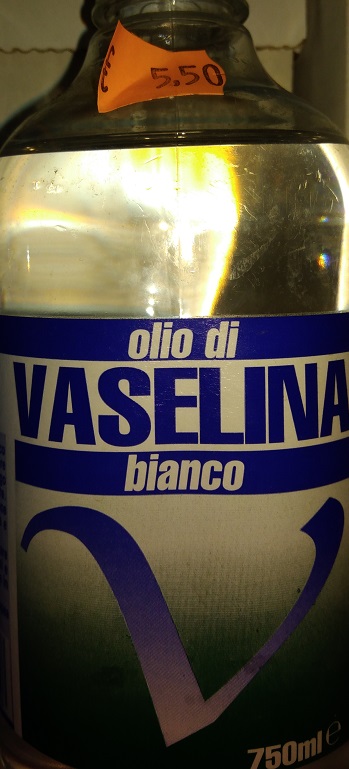 5,50
olio di
VASELINA
bianco
V
750ml e